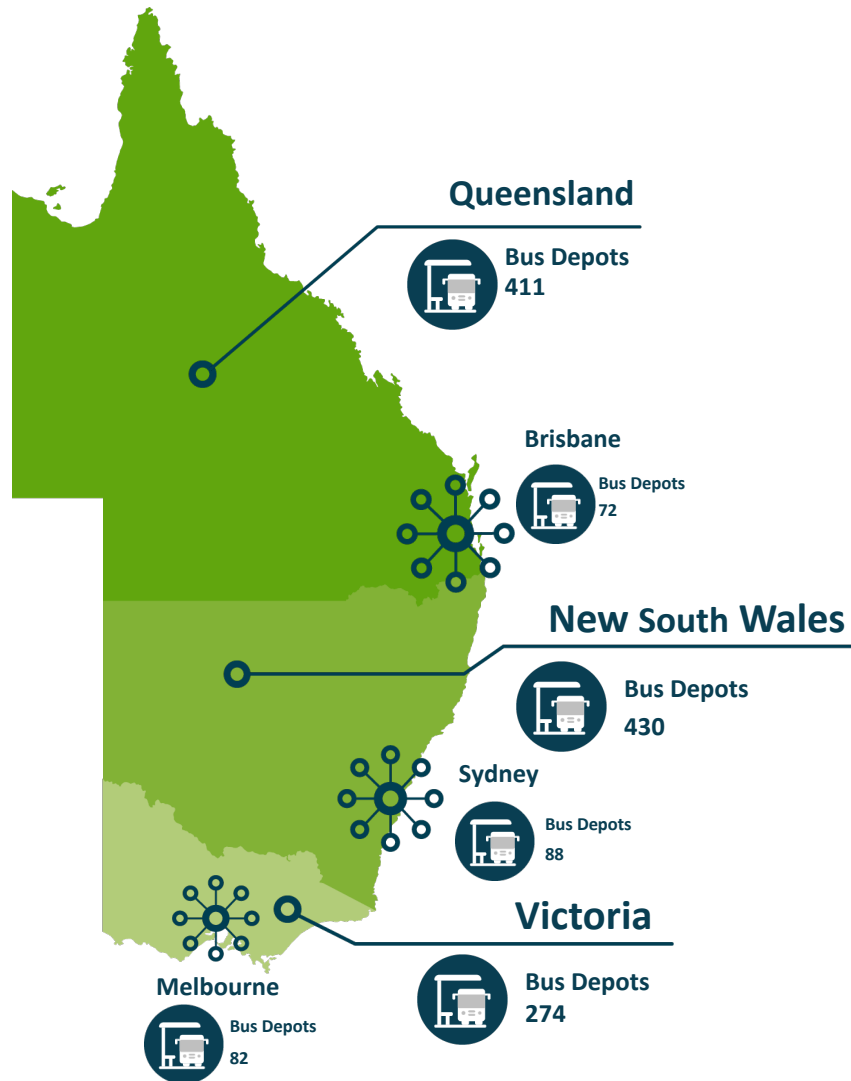 Queensland
Bus Depots
411
Brisbane
Bus Depots
72
New South Wales
Bus Depots
430
Sydney
Bus Depots
88
Victoria
Bus Depots
274
Melbourne
Bus Depots
82